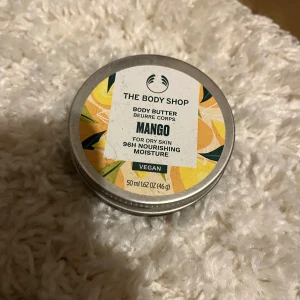 THE BODY SHOP
BODY BUTTER
BEURRE CORPS
MANGO
FOR DRY SKIN
96H NOURISHING
MOISTURE
VEGAN
50 ml 1.62 OZ (46 g)